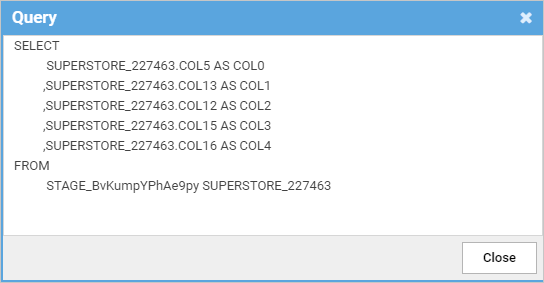 Query
SELECT
SUPERSTORE_227463.COL5 AS COL0
,SUPERSTORE_227463.COL13 AS COL1
,SUPERSTORE_227463.COL12 AS COL2
,SUPERSTORE_227463.COL15 AS COL3
,SUPERSTORE_227463.COL16 AS COL4
FROM
STAGE_BvKumpYPhAe9py SUPERSTORE_227463
Close